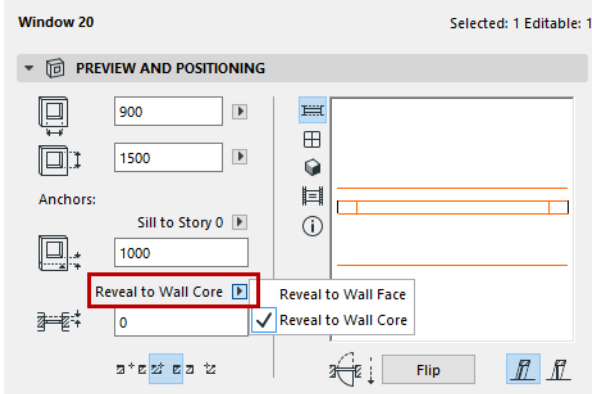 Window 20
Selected: 1 Editable: 1
PREVIEW AND POSITIONING
900
1500
Anchors:
Sill to Story 0
1000
Reveal to Wall Core
Reveal to Wall Face
Reveal to Wall Core
0
Flip